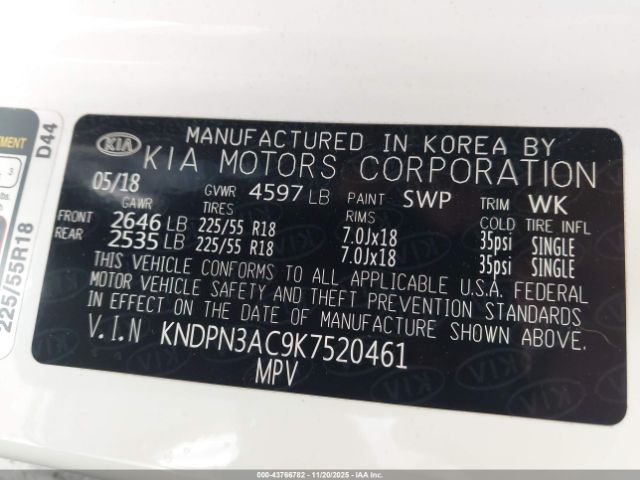 MANUFACTURED IN KOREA BY
KIA KIA MOTORS CORPORATION
05/18 GVWR 4597 LB PAINT SWP TRIM WK
GAWR TIRES RIMS COLD TIRE INFL
FRONT 2646 LB 225/55 R18 7.0Jx18 35psi SINGLE
REAR 2535 LB 225/55 R18 7.0Jx18 35psi SINGLE
THIS VEHICLE CONFORMS TO ALL APPLICABLE U.S.A. FEDERAL
MOTOR VEHICLE SAFETY AND THEFT PREVENTION STANDARDS
IN EFFECT ON THE DATE OF MANUFACTURE SHOWN ABOVE.
V.I.N KNDPN3AC9K7520461
MPV
D44
225/55R18
3
000-43766782 - 11/20/2025 - IAAI.COM